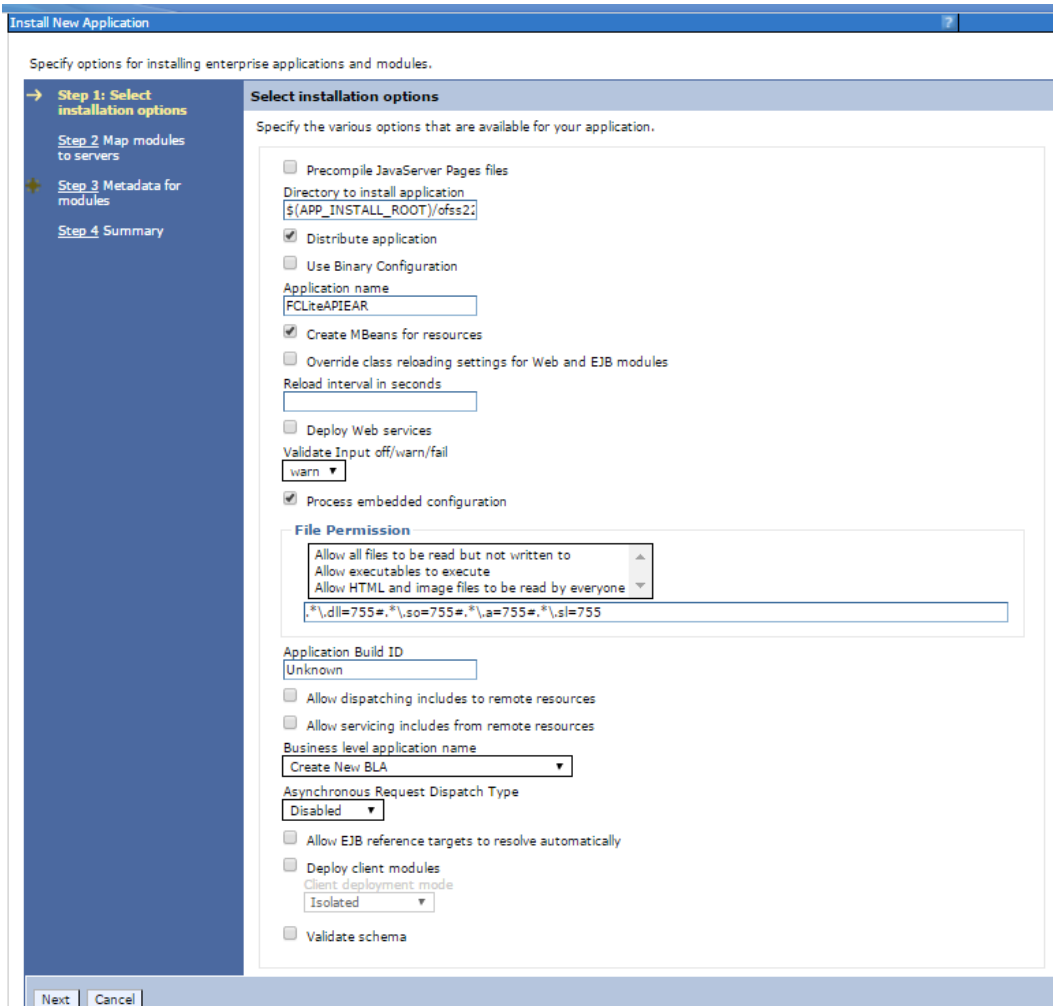 Install New Application
?
Specify options for installing enterprise applications and modules.
Step 1: Select
installation options
Step 2 Map modules
to servers
Step 3 Metadata for
modules
Step 4 Summary
Select installation options
Specify the various options that are available for your application.
Precompile JavaServer Pages files
Directory to install application
$(APP_INSTALL_ROOT)/ofss22
Distribute application
Use Binary Configuration
Application name
FCLiteAPIEAR
Create MBeans for resources
Override class reloading settings for Web and EJB modules
Reload interval in seconds
Deploy Web services
Validate Input off/warn/fail
warn
Process embedded configuration
File Permission
Allow all files to be read but not written to
Allow executables to execute
Allow HTML and image files to be read by everyone
.*\.dll=755#.*\.so=755#.*\.a=755#.*\.sl=755
Application Build ID
Unknown
Allow dispatching includes to remote resources
Allow servicing includes from remote resources
Business level application name
Create New BLA
Asynchronous Request Dispatch Type
Disabled
Allow EJB reference targets to resolve automatically
Deploy client modules
Client deployment mode
Isolated
Validate schema
Next Cancel